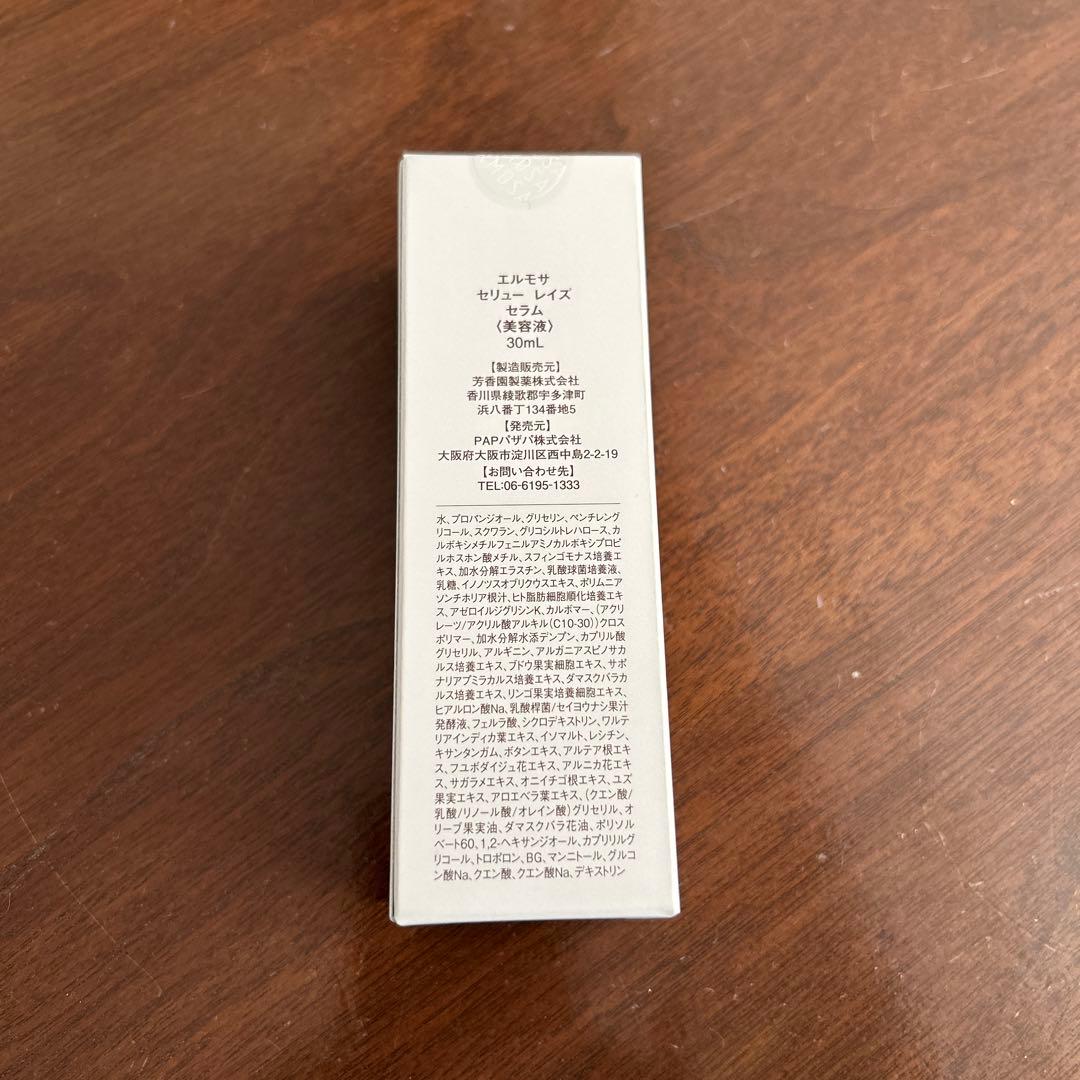 エルモサ
セリュー レイズ
セラム
〈美容液〉
30mL
【製造販売元】
芳香園製薬株式会社
香川県綾歌郡宇多津町
浜八番丁134番地5
【発売元】
PAPパザパ株式会社
大阪府大阪市淀川区西中島2-2-19
【お問い合わせ先】
TEL:06-6195-1333
水、プロパンジオール、グリセリン、ペンチレング
リコール、スクワラン、グリコシルトレハロース、カ
ルボキシメチルフェニルアミノカルボキシプロピ
ルホスホン酸メチル、スフィンゴモナス培養エ
キス、加水分解エラスチン、乳酸球菌培養液、
乳糖、イノノツスオブリクウスエキス、ポリムニア
ソンチホリア根汁、ヒト脂肪細胞順化培養エキ
ス、アゼロイルジグリシンK、カルボマー、(アクリ
レーツ/アクリル酸アルキル(C10-30))クロス
ポリマー、加水分解水添デンプン、カプリル酸
グリセリル、アルギニン、アルガニアスピノサカ
ルス培養エキス、ブドウ果実細胞エキス、サポ
ナリアプミラカルス培養エキス、ダマスクバラカ
ルス培養エキス、リンゴ果実培養細胞エキス、
ヒアルロン酸Na、乳酸桿菌/セイヨウナシ果汁
発酵液、フェルラ酸、シクロデキストリン、ワルテ
リアインディカ葉エキス、イソマルト、レシチン、
キサンタンガム、ボタンエキス、アルテア根エキ
ス、フユボダイジュ花エキス、アルニカ花エキ
ス、サガラメエキス、オニイチゴ根エキス、ユズ
果実エキス、アロエベラ葉エキス、(クエン酸/
乳酸/リノール酸/オレイン酸)グリセリル、オ
リーブ果実油、ダマスクバラ花油、ポリソル
ベート60、1,2-ヘキサンジオール、カプリリルグ
リコール、トロポロン、BG、マンニトール、グルコ
ン酸Na、クエン酸、クエン酸Na、デキストリン